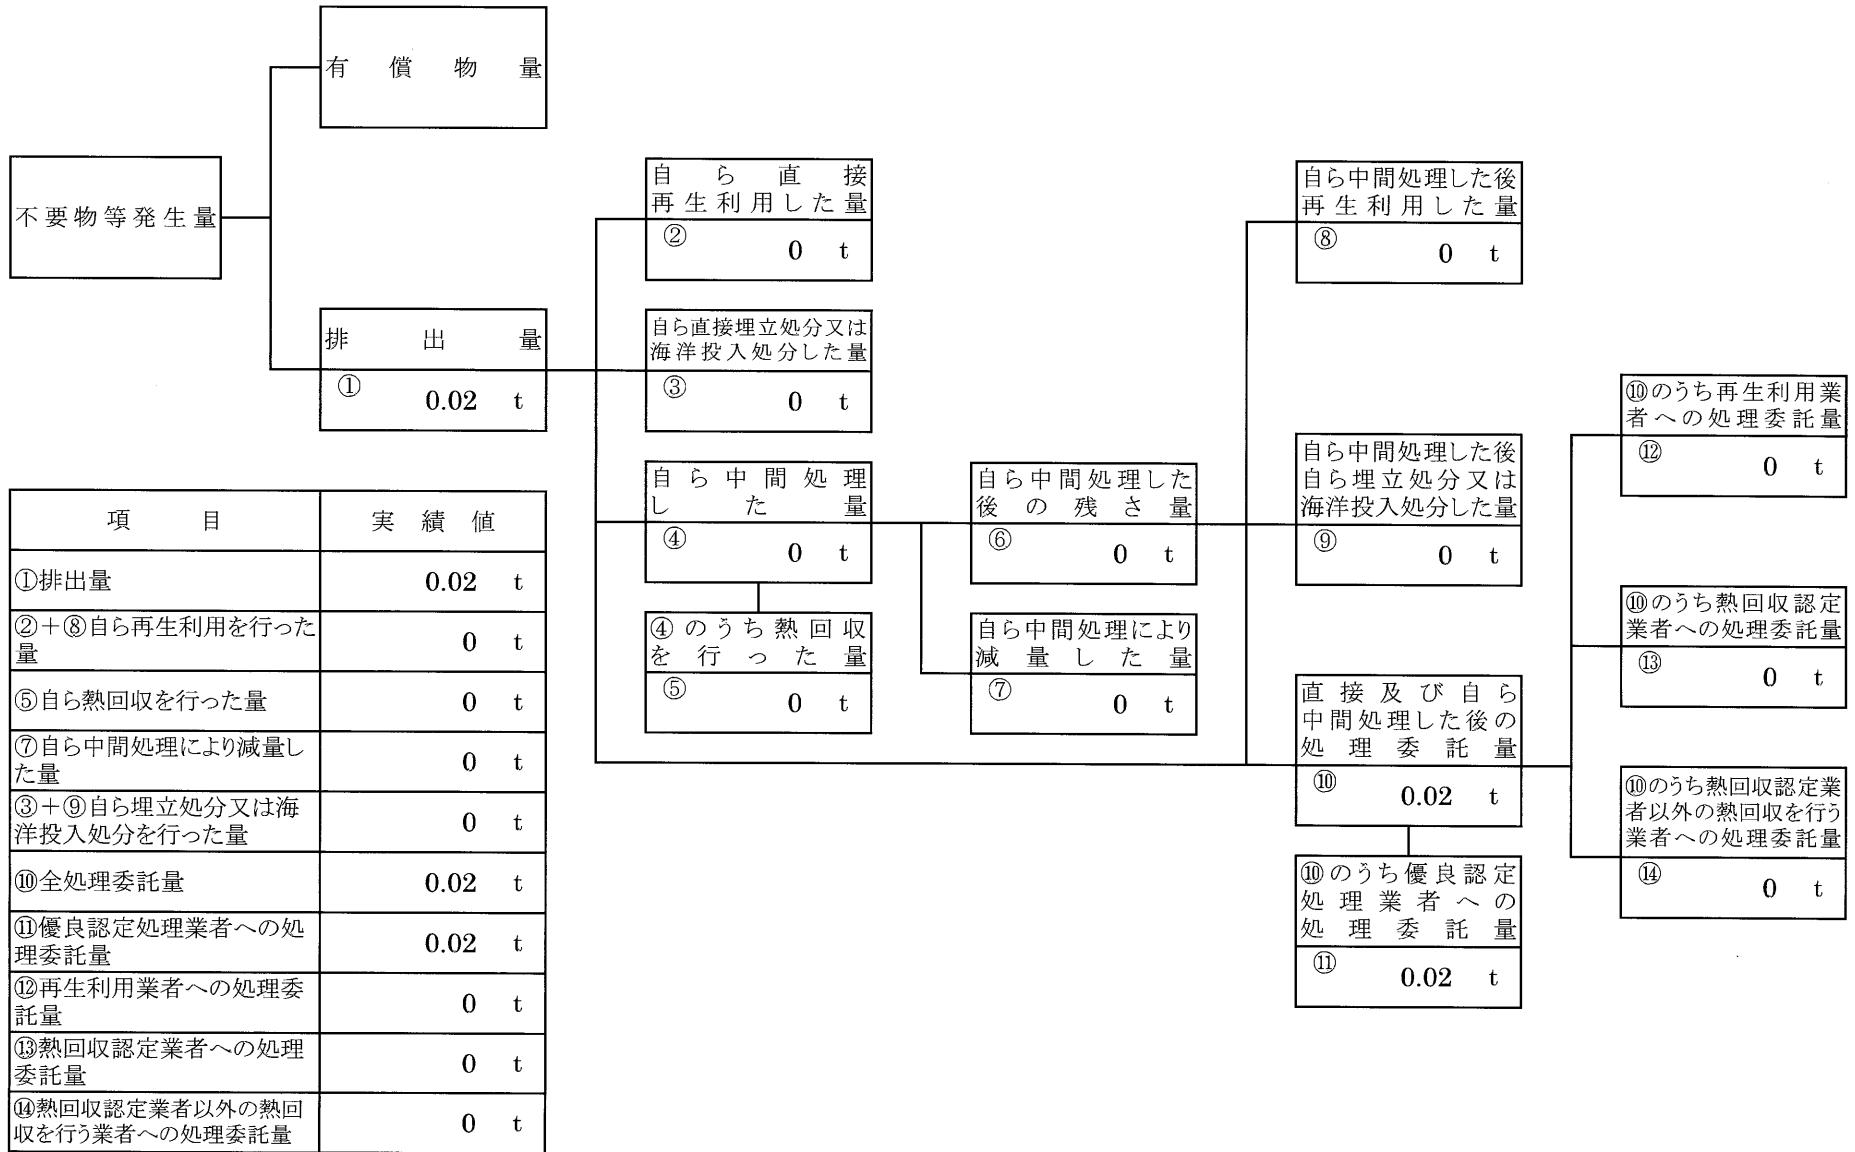 有償物量
不要物等発生量
排出量
① 0.02 t
自ら直接
再生利用した量
② 0 t
自ら直接埋立処分又は
海洋投入処分した量
③ 0 t
自ら中間処理
した量
④ 0 t
④のうち熱回収
を行った量
⑤ 0 t
自ら中間処理した
後の残さ量
⑥ 0 t
自ら中間処理により
減量した量
⑦ 0 t
自ら中間処理した後
再生利用した量
⑧ 0 t
自ら中間処理した後
自ら埋立処分又は
海洋投入処分した量
⑨ 0 t
直接及び自ら
中間処理した後の
処理委託量
⑩ 0.02 t
⑩のうち優良認定
処理業者への
処理委託量
⑪ 0.02 t
⑩のうち再生利用業
者への処理委託量
⑫ 0 t
⑩のうち熱回収認定
業者への処理委託量
⑬ 0 t
⑩のうち熱回収認定業
者以外の熱回収を行う
業者への処理委託量
⑭ 0 t
項目 実績値
①排出量 0.02 t
②+⑧自ら再生利用を行った
量 0 t
⑤自ら熱回収を行った量 0 t
⑦自ら中間処理により減量し
た量 0 t
③+⑨自ら埋立処分又は海
洋投入処分を行った量 0 t
⑩全処理委託量 0.02 t
⑪優良認定処理業者への処
理委託量 0.02 t
⑫再生利用業者への処理委
託量 0 t
⑬熱回収認定業者への処理
委託量 0 t
⑭熱回収認定業者以外の熱回
収を行う業者への処理委託量 0 t